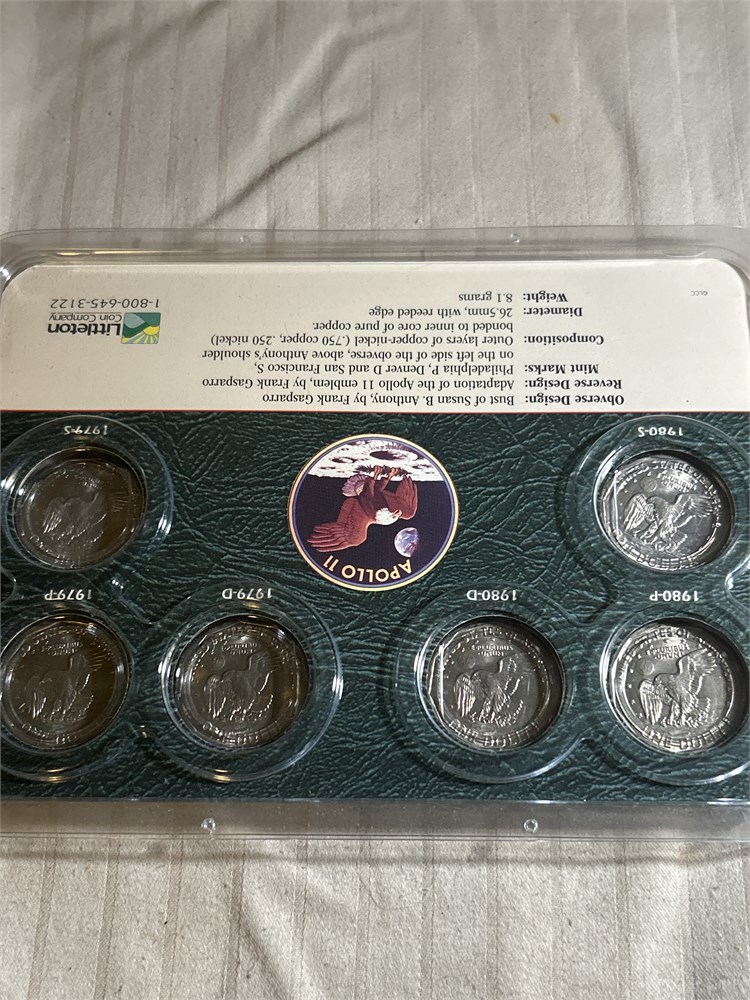 Obverse Design: Bust of Susan B. Anthony, by Frank Gasparro
Reverse Design: Adaptation of the Apollo 11 emblem, by Frank Gasparro
Mint Marks: Philadelphia, P, Denver D and San Francisco, S,
on the left side of the obverse, above Anthony's shoulder
Composition: Outer layers of copper-nickel (.750 copper, .250 nickel)
bonded to inner core of pure copper.
Diameter: 26.5mm, with reeded edge
Weight: 8.1 grams
©LCC
Littleton
Coin Company
1-800-645-3122
1980-S
APOLLO 11
1979-S
1980-P
1980-D
1979-D
1979-P